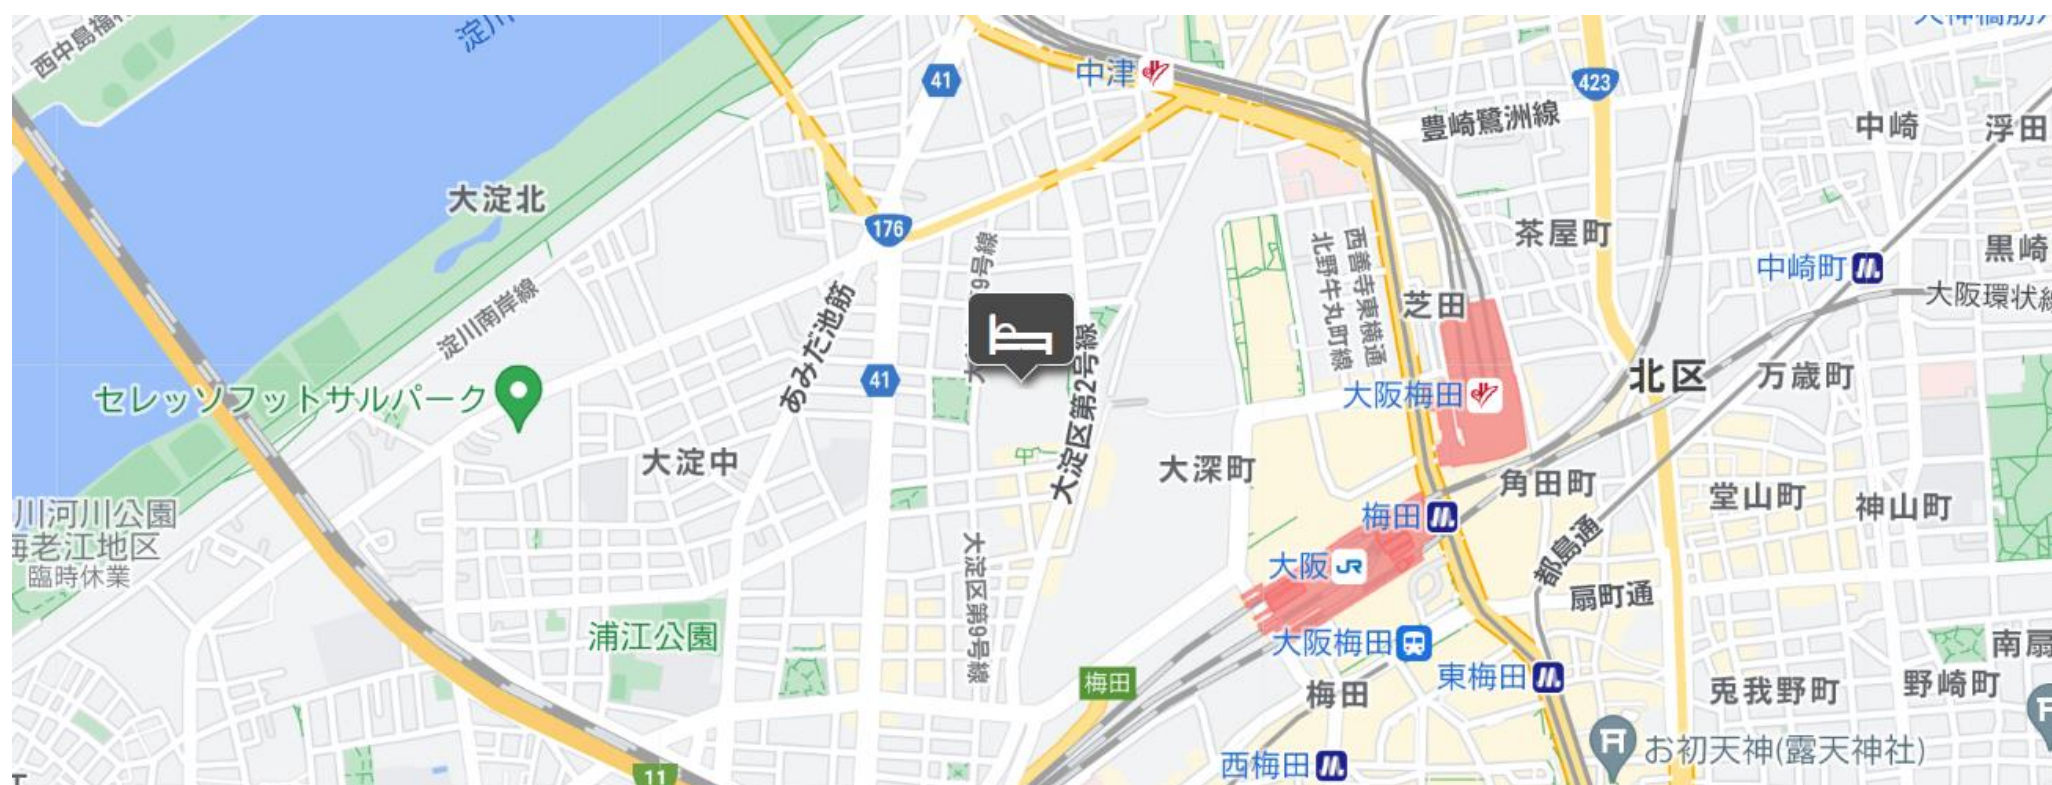 西中島
淀川
41
中津
423
豊崎鷺洲線
中崎
浮田
大淀北
176
茶屋町
中崎町
黒崎
大阪環状線
淀川南岸線
あみだ池筋
西善寺東横通
北野牛丸町線
芝田
大淀区第2号線
41
セレッソフットサルパーク
大阪梅田
北区
万歳町
大淀中
大深町
角田町
堂山町
神山町
川河川公園
海老江地区
臨時休業
梅田
大阪
JR
都島通
扇町通
大淀区第9号線
浦江公園
大阪梅田
梅田
東梅田
梅田
南扇
兎我野町
野崎町
西梅田
お初天神(露天神社)
11